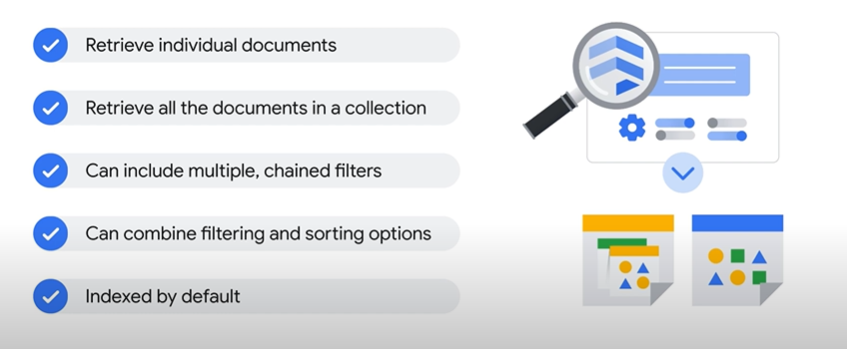 Retrieve individual documents
Retrieve all the documents in a collection
Can include multiple, chained filters
Can combine filtering and sorting options
Indexed by default